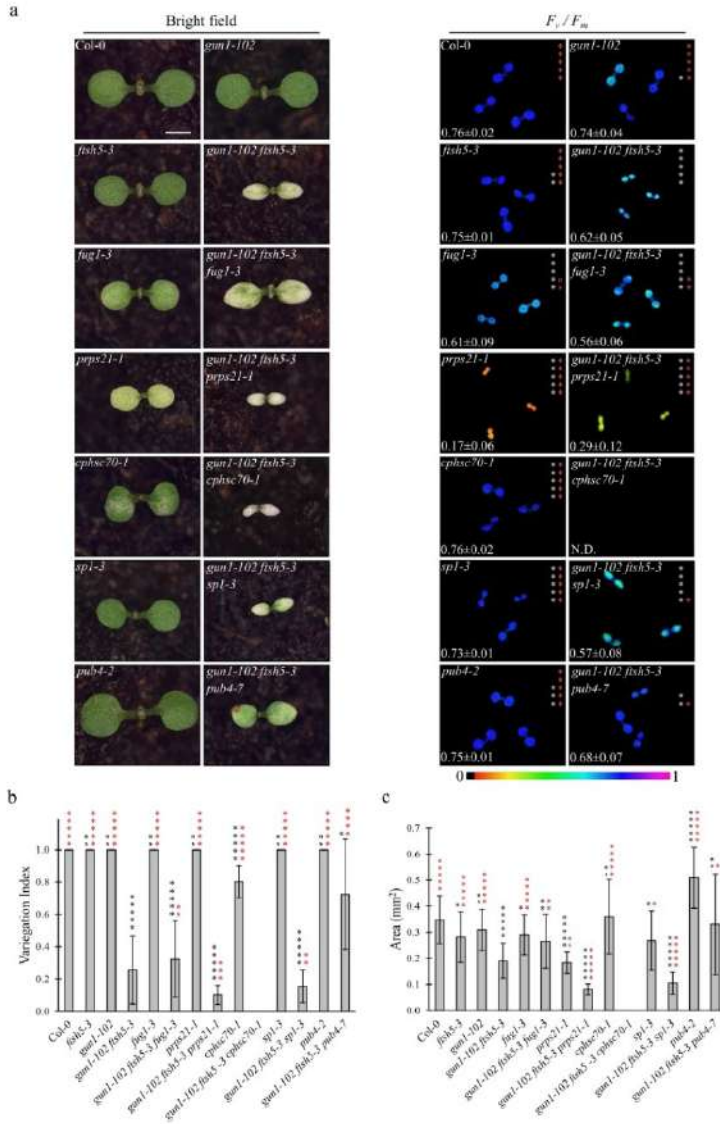 a
Bright field
Fv / Fm
Col-0
gun1-102
Col-0
gun1-102
0.76±0.02
0.74±0.04
ftsh5-3
gun1-102 ftsh5-3
ftsh5-3
gun1-102 ftsh5-3
0.75±0.01
0.62±0.05
fug1-3
gun1-102 ftsh5-3
fug1-3
fug1-3
gun1-102 ftsh5-3
fug1-3
0.61±0.09
0.56±0.06
prps21-1
gun1-102 ftsh5-3
prps21-1
prps21-1
gun1-102 ftsh5-3
prps21-1
0.17±0.06
0.29±0.12
cphsc70-1
gun1-102 ftsh5-3
cphsc70-1
cphsc70-1
gun1-102 ftsh5-3
cphsc70-1
0.76±0.02
N.D.
sp1-3
gun1-102 ftsh5-3
sp1-3
sp1-3
gun1-102 ftsh5-3
sp1-3
0.73±0.01
0.57±0.08
pub4-2
gun1-102 ftsh5-3
pub4-7
pub4-2
gun1-102 ftsh5-3
pub4-7
0.75±0.01
0.68±0.07
0
1
b
Variegation Index
1.0
0.8
0.6
0.4
0.2
0.0
Col-0
ftsh5-3
gun1-102
gun1-102 ftsh5-3
fug1-3
gun1-102 ftsh5-3 fug1-3
prps21-1
gun1-102 ftsh5-3 prps21-1
cphsc70-1
gun1-102 ftsh5-3 cphsc70-1
sp1-3
gun1-102 ftsh5-3 sp1-3
pub4-2
gun1-102 ftsh5-3 pub4-7
c
Area (mm²)
0.7
0.6
0.5
0.4
0.3
0.2
0.1
0
Col-0
ftsh5-3
gun1-102
gun1-102 ftsh5-3
fug1-3
gun1-102 ftsh5-3 fug1-3
prps21-1
gun1-102 ftsh5-3 prps21-1
cphsc70-1
gun1-102 ftsh5-3 cphsc70-1
sp1-3
gun1-102 ftsh5-3 sp1-3
pub4-2
gun1-102 ftsh5-3 pub4-7